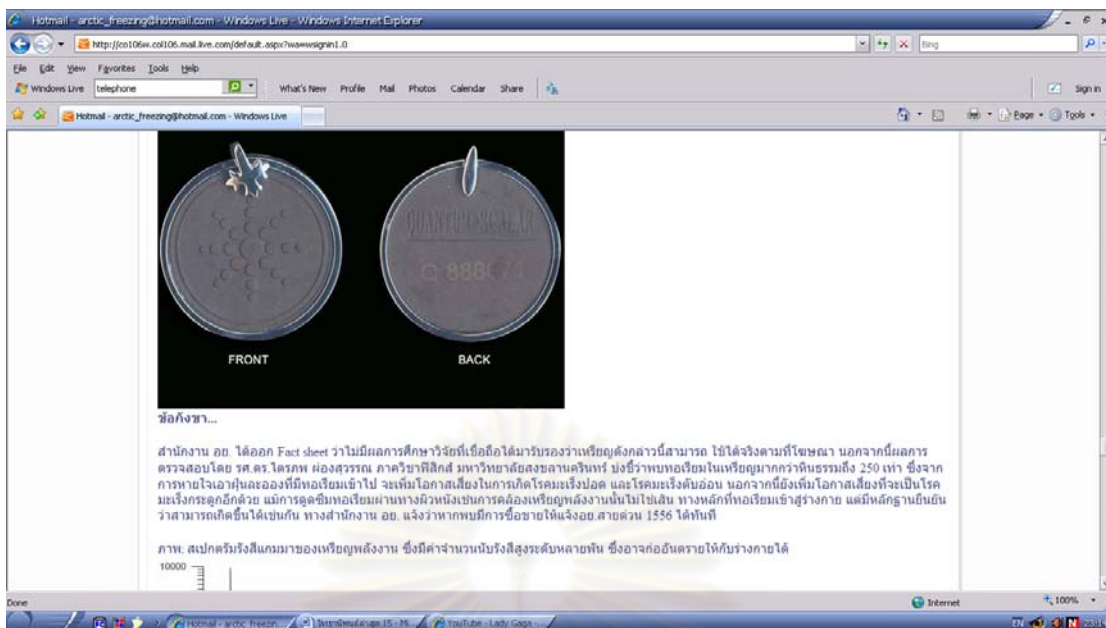 Hotmail - arctic_freezing@hotmail.com - Windows Live - Windows Internet Explorer
http://co106w.col106.mail.live.com/default.aspx?wa=wsignin1.0
Bing
File Edit View Favorites Tools Help
Windows Live telephone What's New Profile Mail Photos Calendar Share Sign in
Hotmail - arctic_freezing@hotmail.com - Windows Live Page Tools
QUANTUM SCALAR
888
FRONT BACK
ข้อกังขา...
สำนักงาน อย. ได้ออก Fact sheet ว่าไม่มีผลการศึกษาวิจัยที่เชื่อถือได้มารับรองว่าเหรียญดังกล่าวนี้สามารถ ใช้ได้จริงตามที่โฆษณา นอกจากนี้ผลการ
ตรวจสอบโดย รศ.ดร.ไตรภพ ผ่องสุวรรณ ภาควิชาฟิสิกส์ มหาวิทยาลัยสงขลานครินทร์ บ่งชี้ว่าพบทอเรียมในเหรียญมากกว่าหินธรรมถึง 250 เท่า ซึ่งจาก
การหายใจเอาฝุ่นละอองที่มีทอเรียมเข้าไป จะเพิ่มโอกาสเสี่ยงในการเกิดโรคมะเร็งปอด และโรคมะเร็งตับอ่อน นอกจากนี้ยังเพิ่มโอกาสเสี่ยงที่จะเป็นโรค
มะเร็งกระดูกอีกด้วย แม้การดูดซึมทอเรียมผ่านทางผิวหนังเช่นการคล้องเหรียญพลังงานนั้นไม่ใช่เส้น ทางหลักที่ทอเรียมเข้าสู่ร่างกาย แต่มีหลักฐานยืนยัน
ว่าสามารถเกิดขึ้นได้เช่นกัน ทางสำนักงาน อย. แจ้งว่าหากพบมีการซื้อขายให้แจ้งอย.สายด่วน 1556 ได้ทันที
ภาพ: สเปกตรัมรังสีแกมมาของเหรียญพลังงาน ซึ่งมีค่าจำนวนนับรังสีสูงระดับหลายพัน ซึ่งอาจก่ออันตรายให้กับร่างกายได้
10000
Done Internet 100%
Hotmail - arctic_freezin... YouTube - Lady Gaga - ... EN